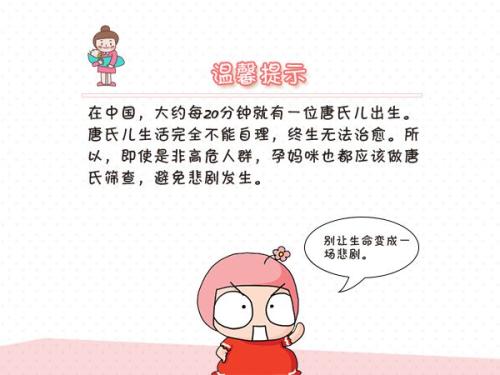 温馨提示
在中国，大约每20分钟就有一位唐氏儿出生。
唐氏儿生活完全不能自理，终生无法治愈。所
以，即使是非高危人群，孕妈咪也都应该做唐
氏筛查，避免悲剧发生。
别让生命变成一
场悲剧。